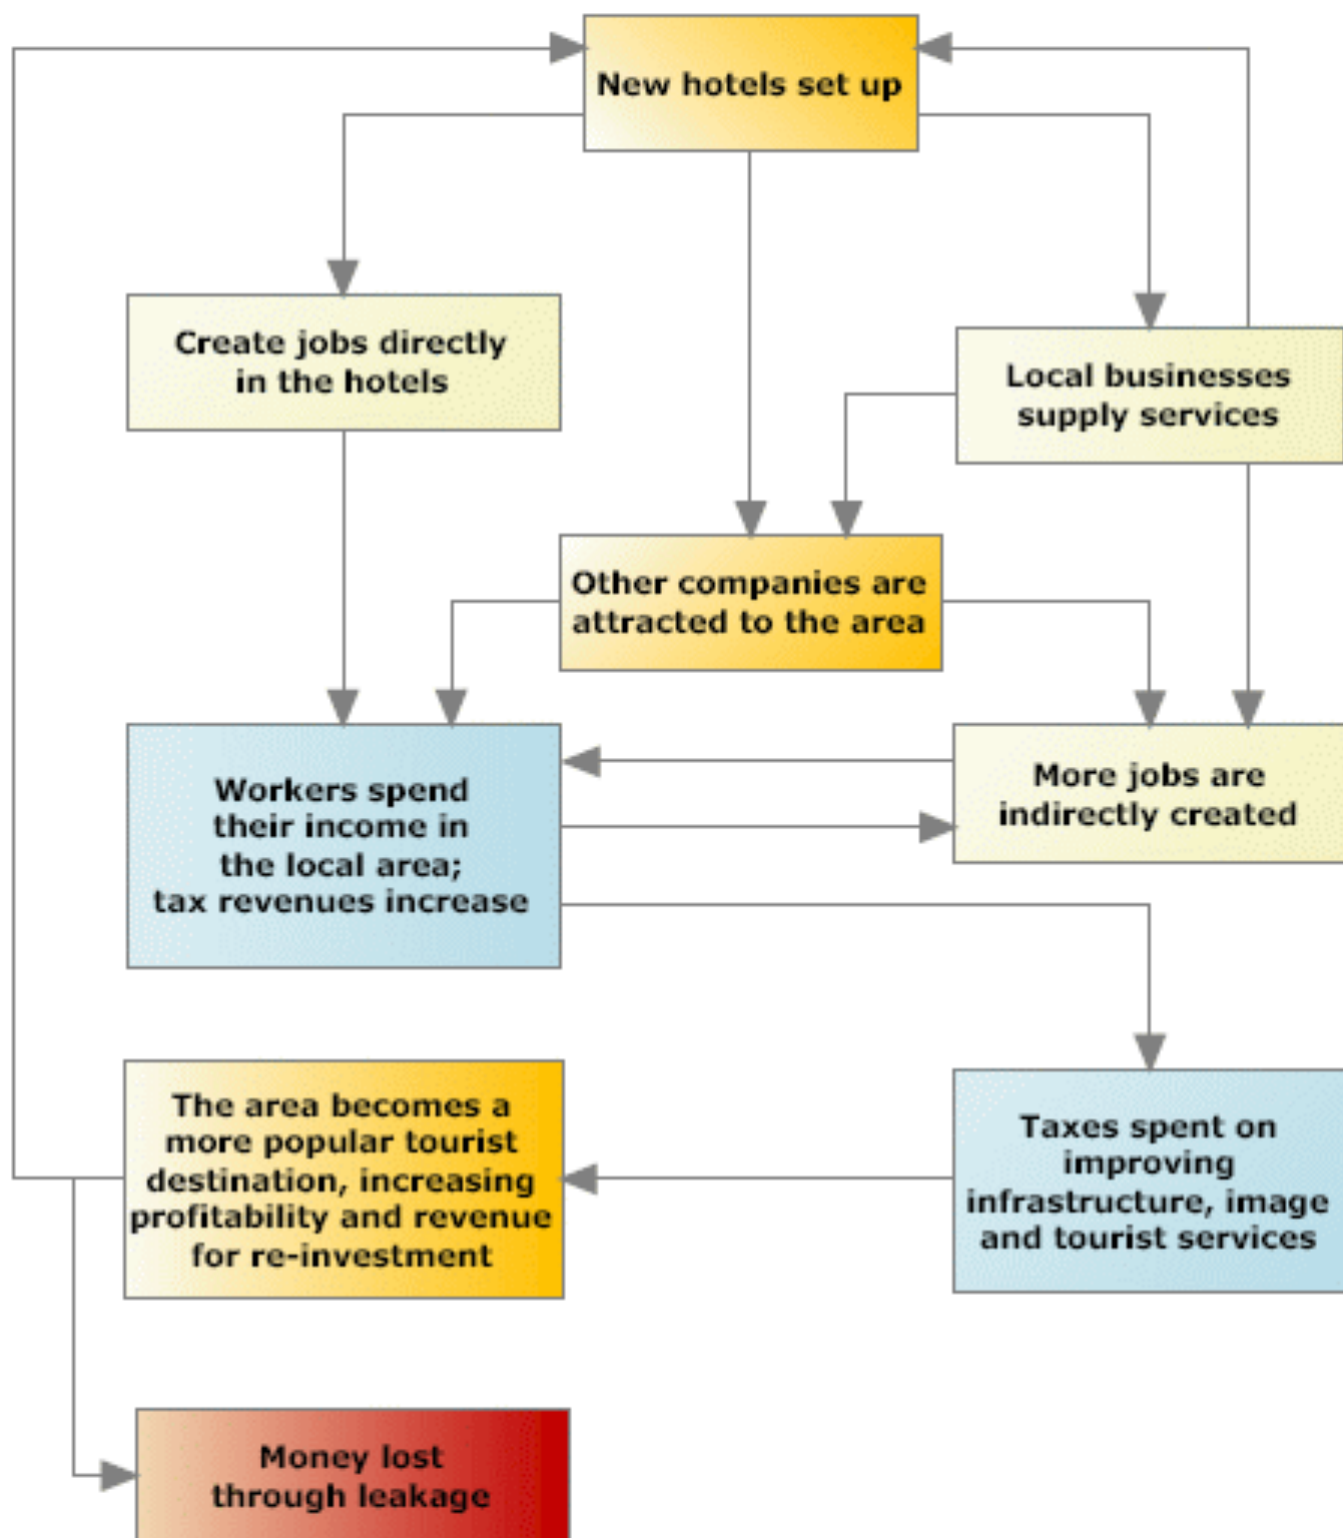 New hotels set up
Create jobs directly
in the hotels
Local businesses
supply services
Other companies are
attracted to the area
Workers spend
their income in
the local area;
tax revenues increase
More jobs are
indirectly created
The area becomes a
more popular tourist
destination, increasing
profitability and revenue
for re-investment
Taxes spent on
improving
infrastructure, image
and tourist services
Money lost
through leakage